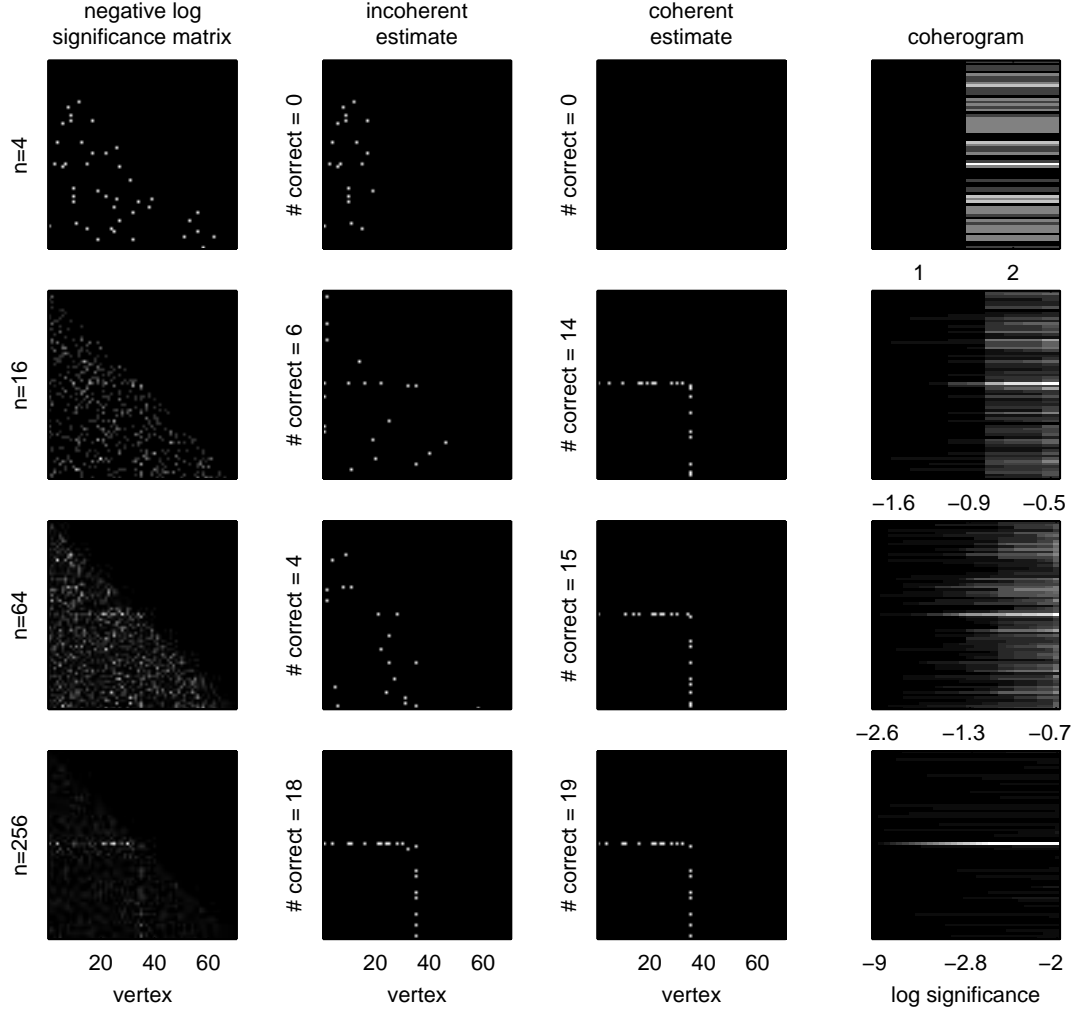 negative log
significance matrix
incoherent
estimate
coherent
estimate
coherogram
n=4
# correct = 0
# correct = 0
1 2
n=16
# correct = 6
# correct = 14
−1.6 −0.9 −0.5
n=64
# correct = 4
# correct = 15
−2.6 −1.3 −0.7
n=256
# correct = 18
# correct = 19
20 40 60
20 40 60
20 40 60
−9 −2.8 −2
vertex
vertex
vertex
log significance